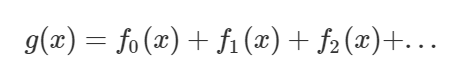 g(x) = f₀(x) + f₁(x) + f₂(x)+...